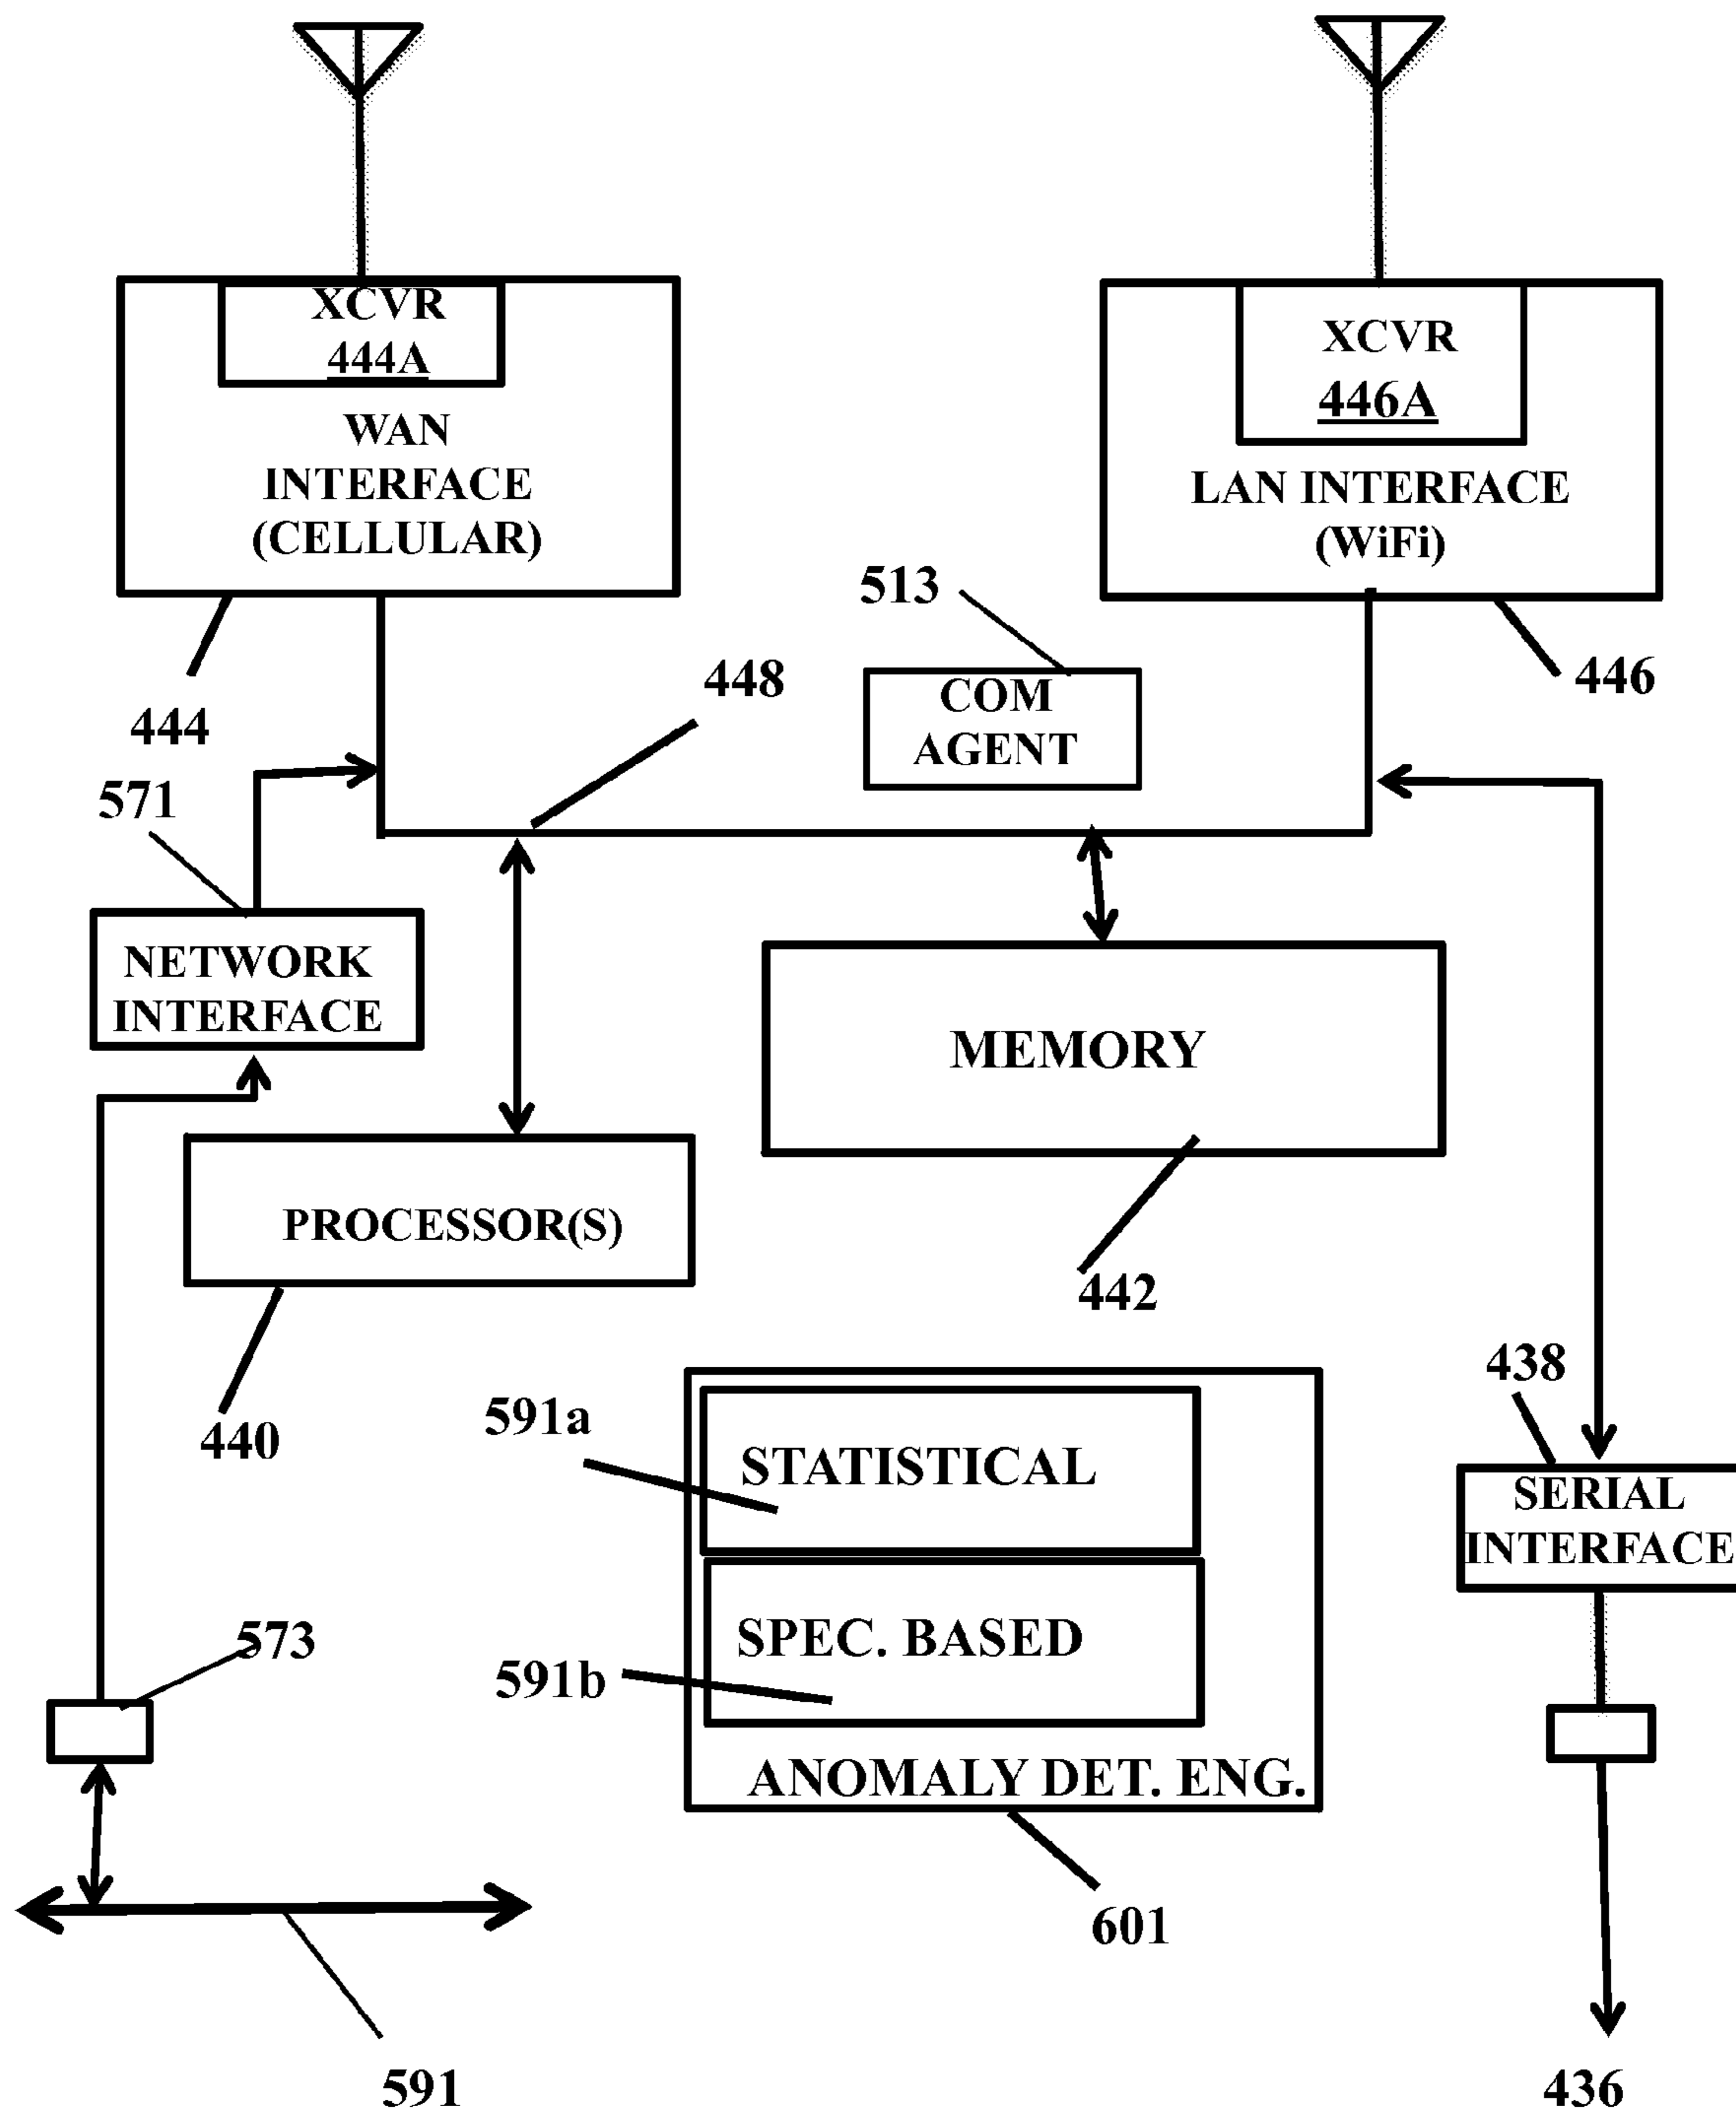 XCVR
444A
WAN
INTERFACE
(CELLULAR)
XCVR
446A
LAN INTERFACE
(WiFi)
513
COM
AGENT
448
446
444
571
NETWORK
INTERFACE
MEMORY
PROCESSOR(S)
442
440
438
591a
STATISTICAL
SERIAL
INTERFACE
SPEC. BASED
591b
573
ANOMALY DET. ENG.
601
591
436